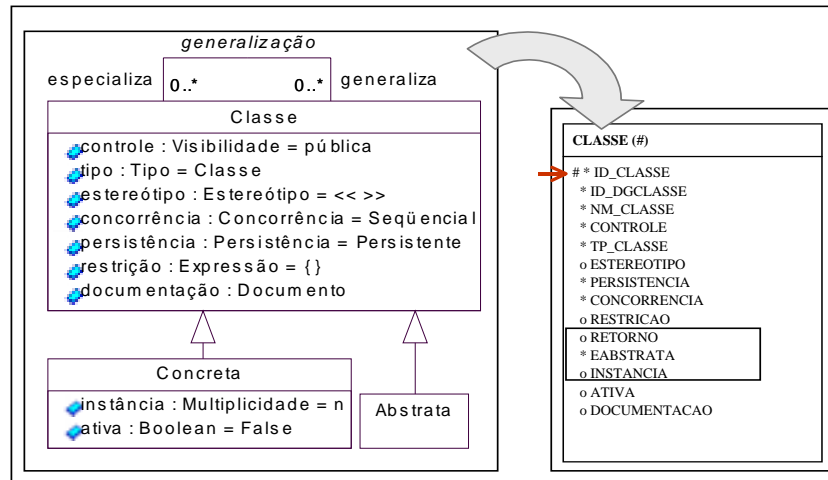 generalização
especializa 0..* 0..* generaliza
Classe
controle : Visibilidade = pública
tipo : Tipo = Classe
estereótipo : Estereótipo = << >>
concorrência : Concorrência = Seqüencial
persistência : Persistência = Persistente
restrição : Expressão = { }
documentação : Documento
Concreta
instância : Multiplicidade = n
ativa : Boolean = False
Abstrata
CLASSE (#)
# * ID_CLASSE
* ID_DGCLASSE
* NM_CLASSE
* CONTROLE
* TP_CLASSE
o ESTEREOTIPO
* PERSISTENCIA
* CONCORRENCIA
o RESTRICAO
o RETORNO
* EABSTRATA
o INSTANCIA
o ATIVA
o DOCUMENTACAO